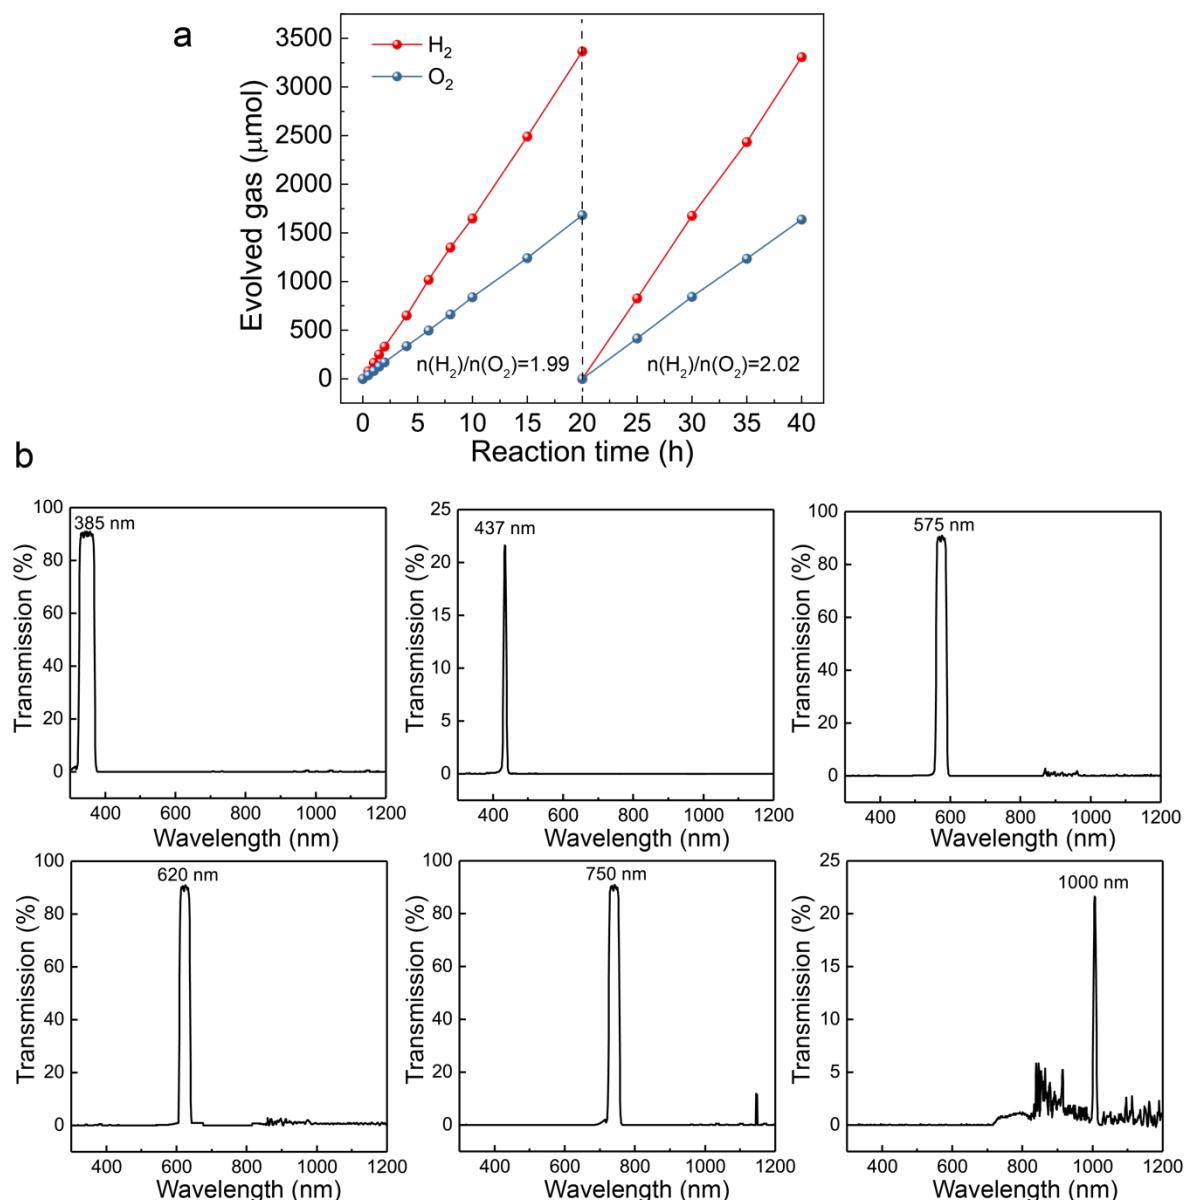 a
H₂
O₂
3500
3000
2500
2000
1500
1000
500
0
Evolved gas (μmol)
n(H₂)/n(O₂)=1.99
n(H₂)/n(O₂)=2.02
0 5 10 15 20 25 30 35 40
Reaction time (h)
b
385 nm
100
80
60
40
20
0
Transmission (%)
400 600 800 1000 1200
Wavelength (nm)
437 nm
25
20
15
10
5
0
Transmission (%)
400 600 800 1000 1200
Wavelength (nm)
575 nm
100
80
60
40
20
0
Transmission (%)
400 600 800 1000 1200
Wavelength (nm)
620 nm
100
80
60
40
20
0
Transmission (%)
400 600 800 1000 1200
Wavelength (nm)
750 nm
100
80
60
40
20
0
Transmission (%)
400 600 800 1000 1200
Wavelength (nm)
1000 nm
25
20
15
10
5
0
Transmission (%)
400 600 800 1000 1200
Wavelength (nm)